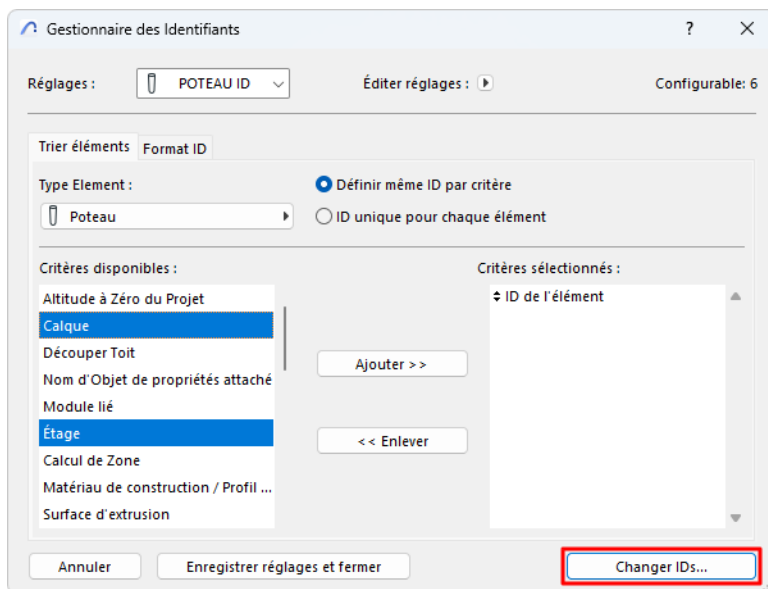 Gestionnaire des Identifiants
Réglages : POTEAU ID Éditer réglages : Configurable: 6
Trier éléments Format ID
Type Element :
Poteau
Définir même ID par critère
ID unique pour chaque élément
Critères disponibles :
Altitude à Zéro du Projet
Calque
Découper Toit
Nom d'Objet de propriétés attaché
Module lié
Étage
Calcul de Zone
Matériau de construction / Profil ...
Surface d'extrusion
Ajouter >>
<< Enlever
Critères sélectionnés :
ID de l'élément
Annuler Enregistrer réglages et fermer Changer IDs...